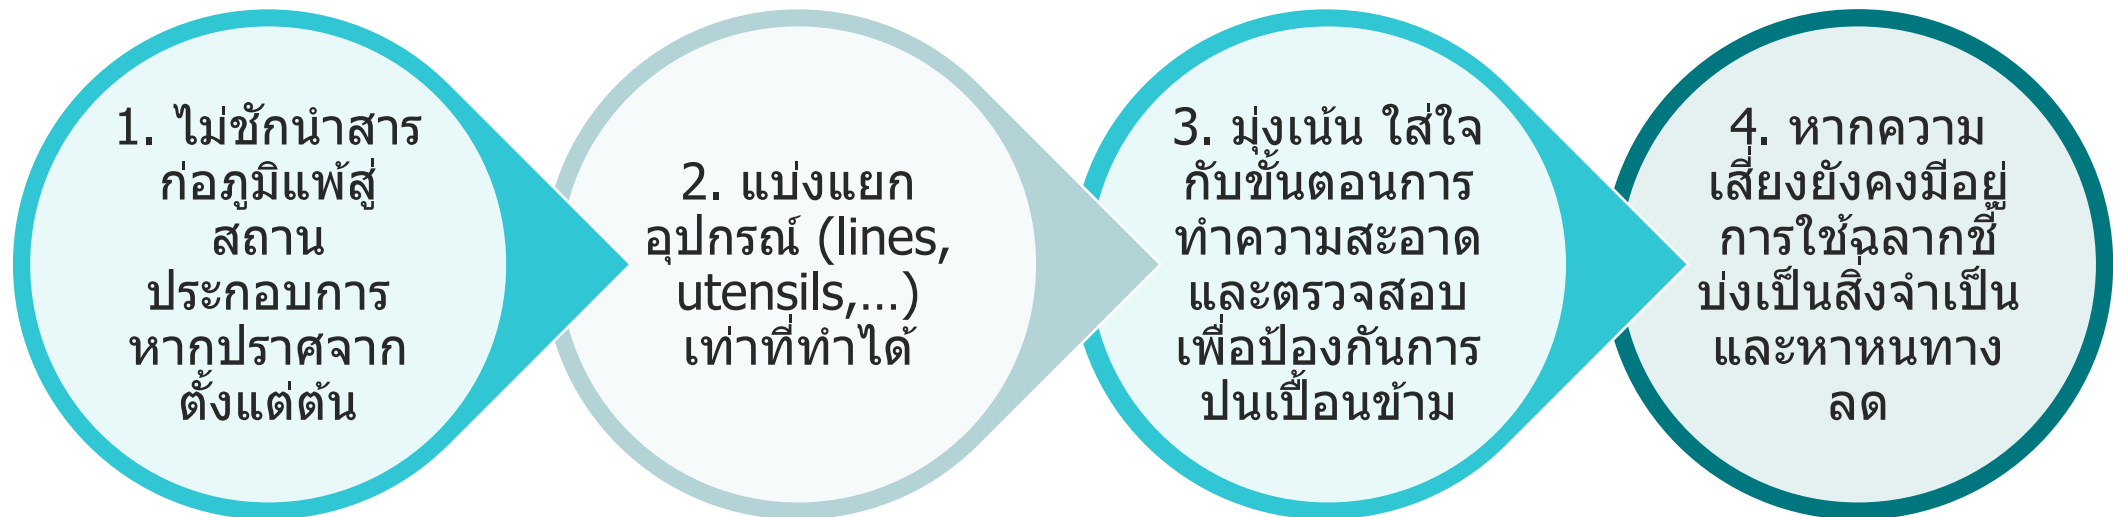 1. ไม่ชักนำสาร
ก่อภูมิแพ้สู่
สถาน
ประกอบการ
หากปราศจาก
ตั้งแต่ต้น
2. แบ่งแยก
อุปกรณ์ (lines,
utensils,...)
เท่าที่ทำได้
3. มุ่งเน้น ใส่ใจ
กับขั้นตอนการ
ทำความสะอาด
และตรวจสอบ
เพื่อป้องกันการ
ปนเปื้อนข้าม
4. หากความ
เสี่ยงยังคงมีอยู่
การใช้ฉลากชี้
บ่งเป็นสิ่งจำเป็น
และหาหนทาง
ลด